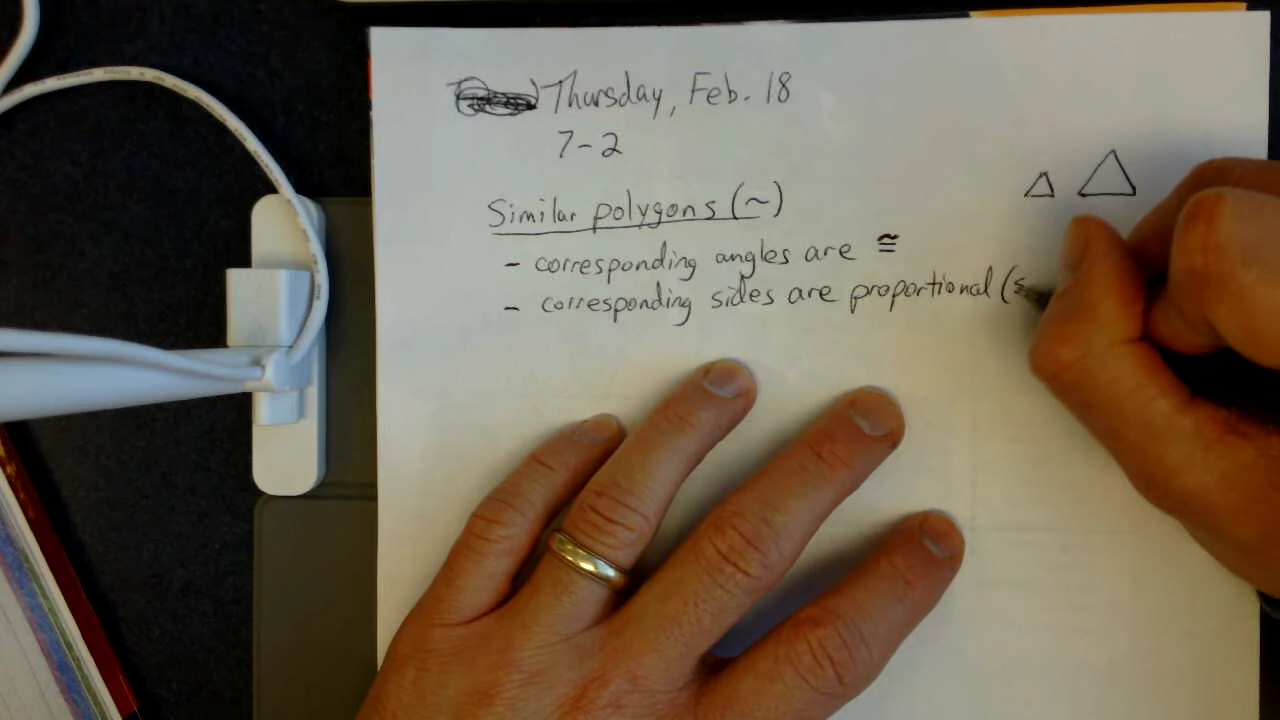 Thursday, Feb. 18
7-2
Similar polygons (~)
- corresponding angles are ≅
- corresponding sides are proportional (s